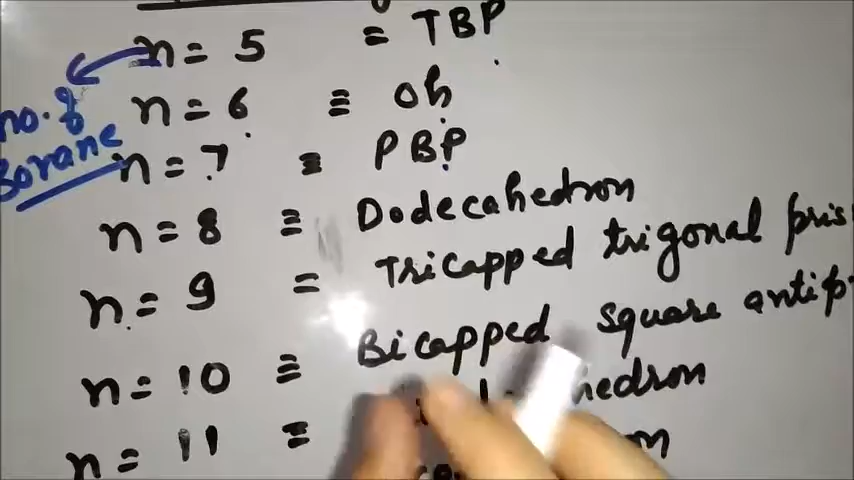 n = 5 = TBP
n = 6 ≡ Oh
n = 7 ≡ PBP
n = 8 ≡ Dodecahedron
n = 9 = Tricapped trigonal pris
n = 10 ≡ Bicapped square antip
n = 11 ≡ hedron
on
no. of
Borane